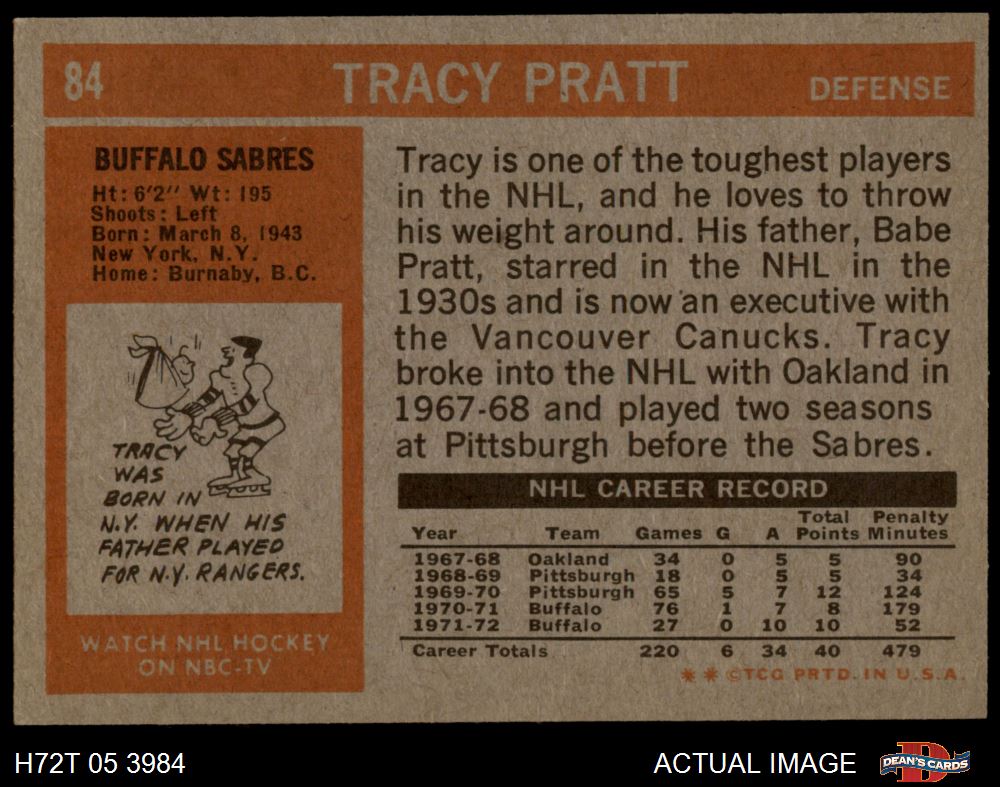 84 TRACY PRATT DEFENSE
BUFFALO SABRES
Ht: 6'2" Wt: 195
Shoots: Left
Born: March 8, 1943
New York, N.Y.
Home: Burnaby, B.C.
TRACY
WAS
BORN IN
N.Y. WHEN HIS
FATHER PLAYED
FOR N.Y. RANGERS.
WATCH NHL HOCKEY
ON NBC-TV
Tracy is one of the toughest players
in the NHL, and he loves to throw
his weight around. His father, Babe
Pratt, starred in the NHL in the
1930s and is now an executive with
the Vancouver Canucks. Tracy
broke into the NHL with Oakland in
1967-68 and played two seasons
at Pittsburgh before the Sabres.
NHL CAREER RECORD
Year Team Games G A Total Points Penalty Minutes
1967-68 Oakland 34 0 5 5 90
1968-69 Pittsburgh 18 0 5 5 34
1969-70 Pittsburgh 65 5 7 12 124
1970-71 Buffalo 76 1 7 8 179
1971-72 Buffalo 27 0 10 10 52
Career Totals 220 6 34 40 479
* * ©TCG PRTD. IN U.S.A.
H72T 05 3984
ACTUAL IMAGE
D
DEAN'S CARDS